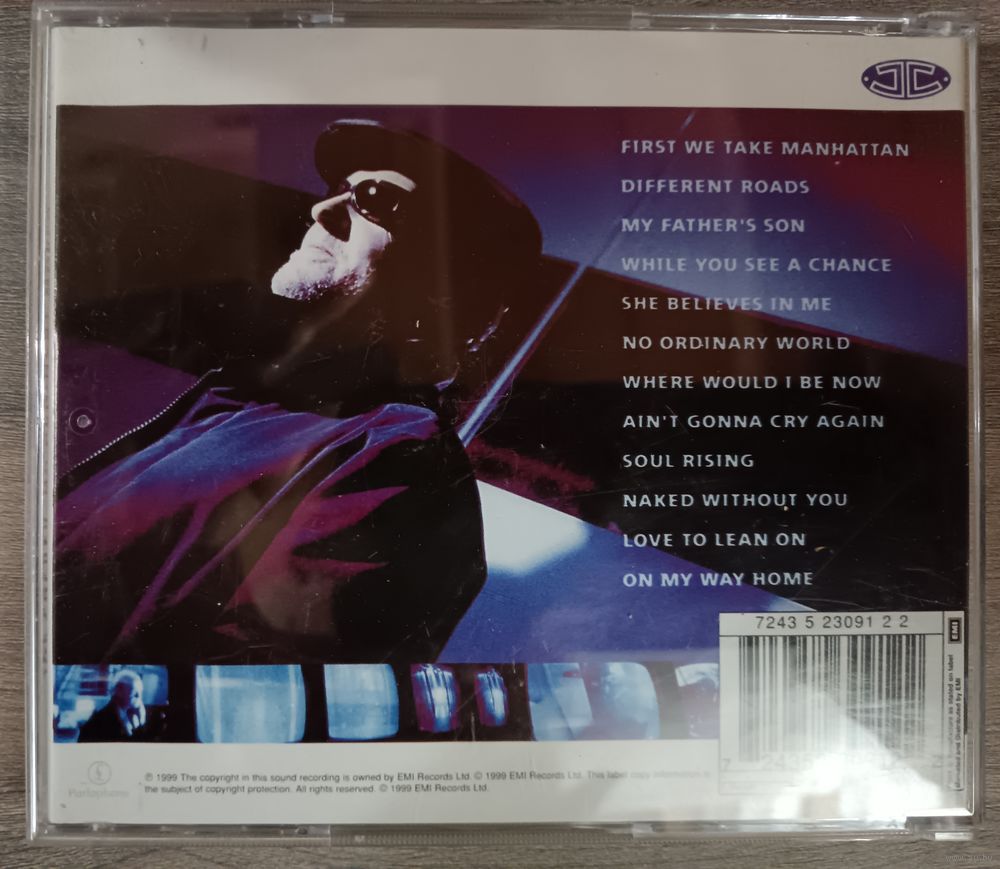 JC
FIRST WE TAKE MANHATTAN
DIFFERENT ROADS
MY FATHER'S SON
WHILE YOU SEE A CHANCE
SHE BELIEVES IN ME
NO ORDINARY WORLD
WHERE WOULD I BE NOW
AIN'T GONNA CRY AGAIN
SOUL RISING
NAKED WITHOUT YOU
LOVE TO LEAN ON
ON MY WAY HOME
7243 5 23091 2 2
EMI
Parlophone
℗ 1999 The copyright in this sound recording is owned by EMI Records Ltd. © 1999 EMI Records Ltd. This label copy information is
the subject of copyright protection. All rights reserved. © 1999 EMI Records Ltd.